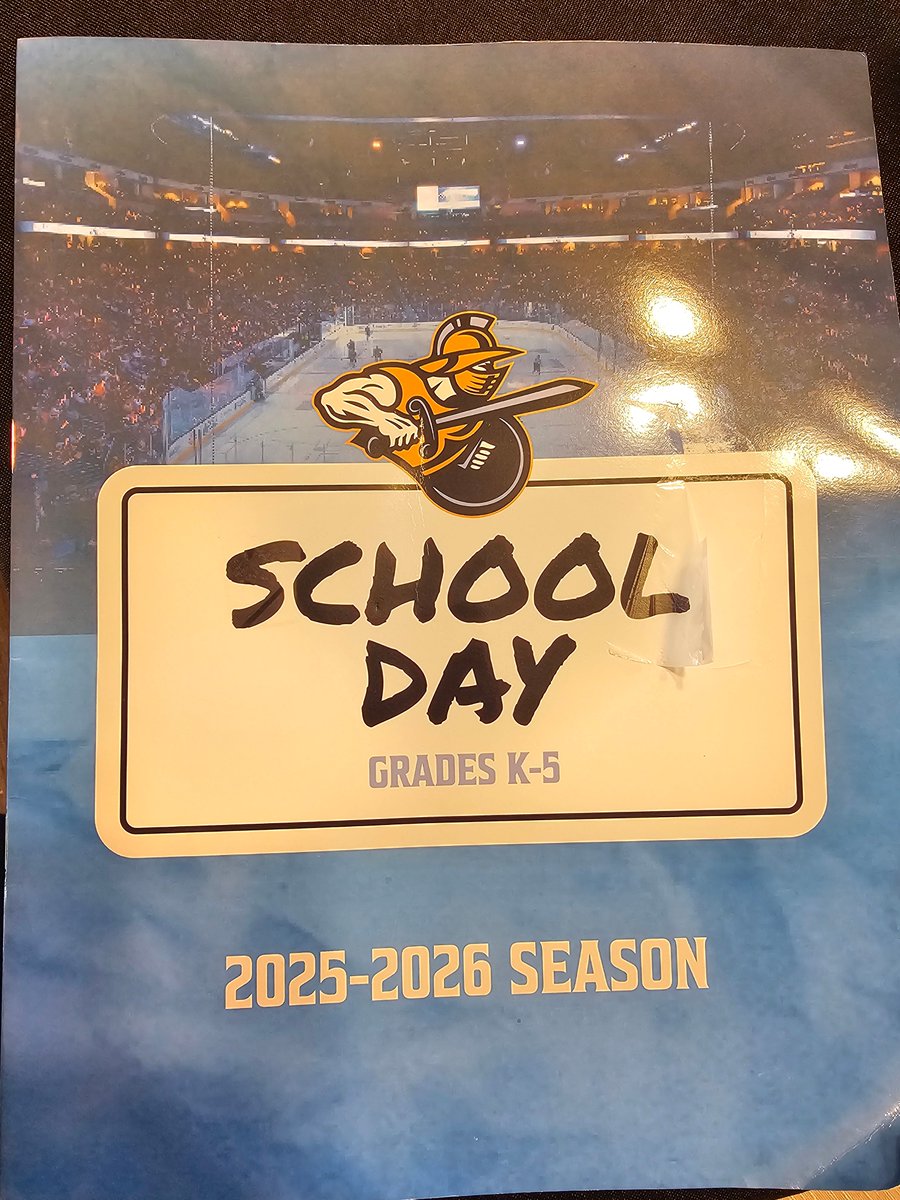 SCHOOL
DAY
GRADES K-5
2025-2026 SEASON